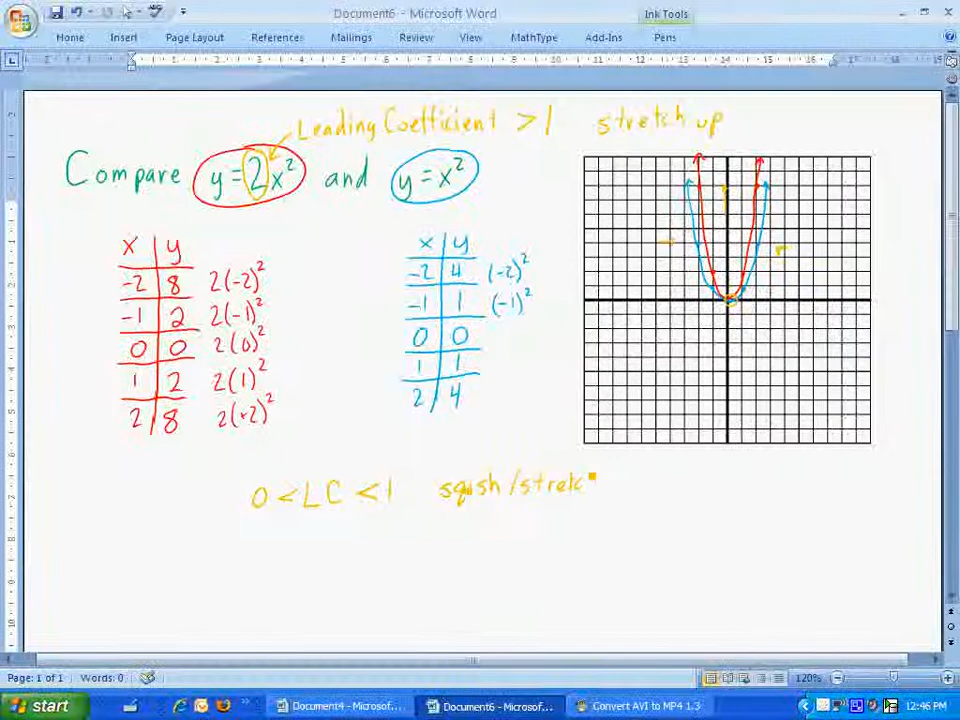 Document6 - Microsoft Word
Ink Tools
Home Insert Page Layout References Mailings Review View MathType Add-Ins Pens
Leading Coefficient >1 stretch up
Compare y = 2x² and y = x²
x y
-2 8 2(-2)²
-1 2 2(-1)²
0 0 2(0)²
1 2 2(1)²
2 8 2(+2)²
x y
-2 4 (-2)²
-1 1 (-1)²
0 0
1 1
2 4
0 < LC < 1 squish/stretc
Page: 1 of 1 Words: 0
120%
start
Document4 - Microsoft...
Document6 - Microsoft...
Convert AVI to MP4 1.3
12:46 PM